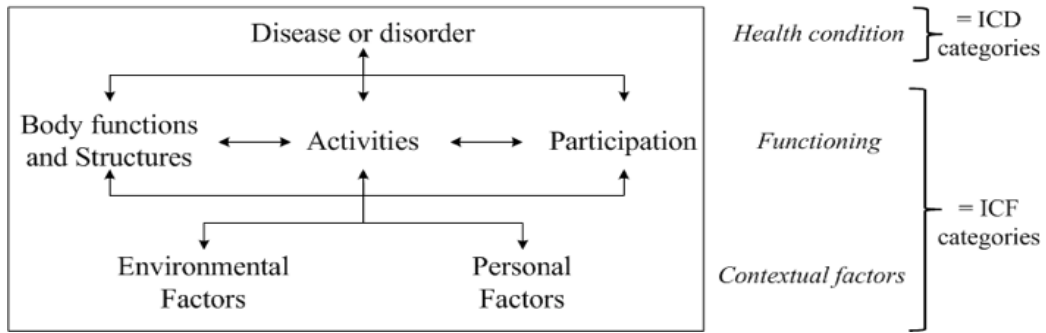 Disease or disorder
Health condition
= ICD
categories
Body functions
and Structures
Activities
Participation
Functioning
= ICF
categories
Environmental
Factors
Personal
Factors
Contextual factors